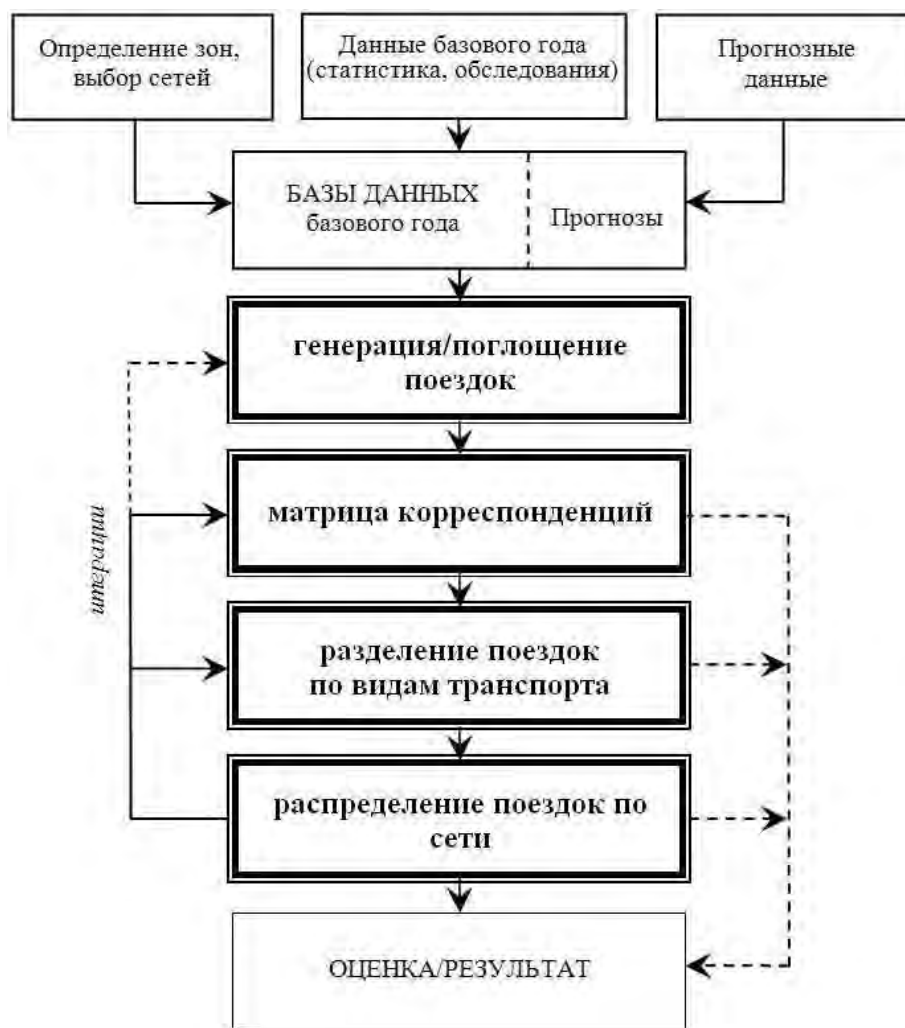 Определение зон,
выбор сетей
Данные базового года
(статистика, обследования)
Прогнозные
данные
БАЗЫ ДАННЫХ
базового года
Прогнозы
генерация/поглощение
поездок
итерации
матрица корреспонденций
разделение поездок
по видам транспорта
распределение поездок по
сети
ОЦЕНКА/РЕЗУЛЬТАТ